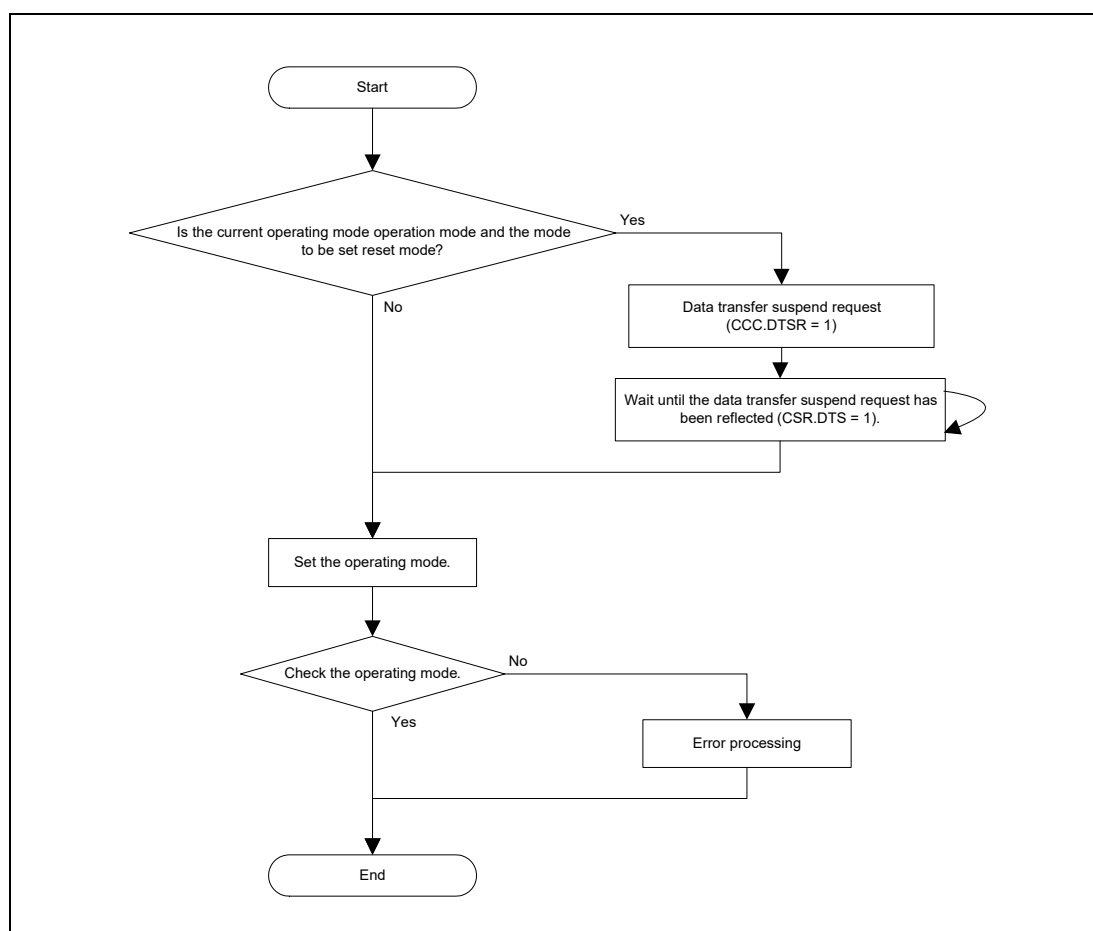 Start
Is the current operating mode operation mode and the mode
to be set reset mode?
Yes
No
Data transfer suspend request
(CCC.DTSR = 1)
Wait until the data transfer suspend request has
been reflected (CSR.DTS = 1).
Set the operating mode.
Check the operating mode.
No
Yes
Error processing
End